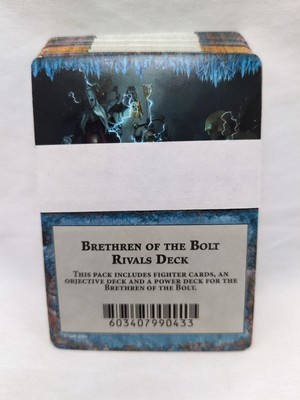 Brethren of the Bolt
Rivals Deck
This pack includes fighter cards, an
objective deck and a power deck for the
Brethren of the Bolt.
603407990433